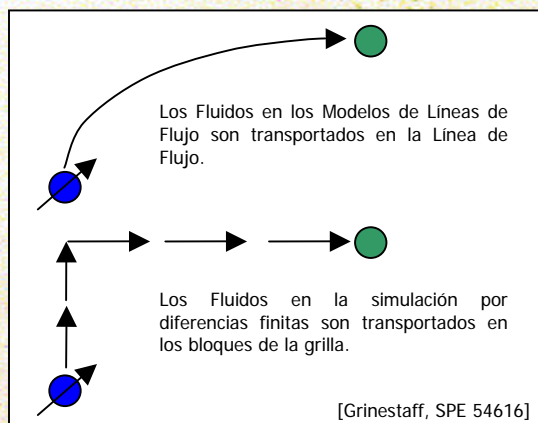 Los Fluidos en los Modelos de Líneas de
Flujo son transportados en la Línea de
Flujo.
Los Fluidos en la simulación por
diferencias finitas son transportados en
los bloques de la grilla.
[Grinestaff, SPE 54616]